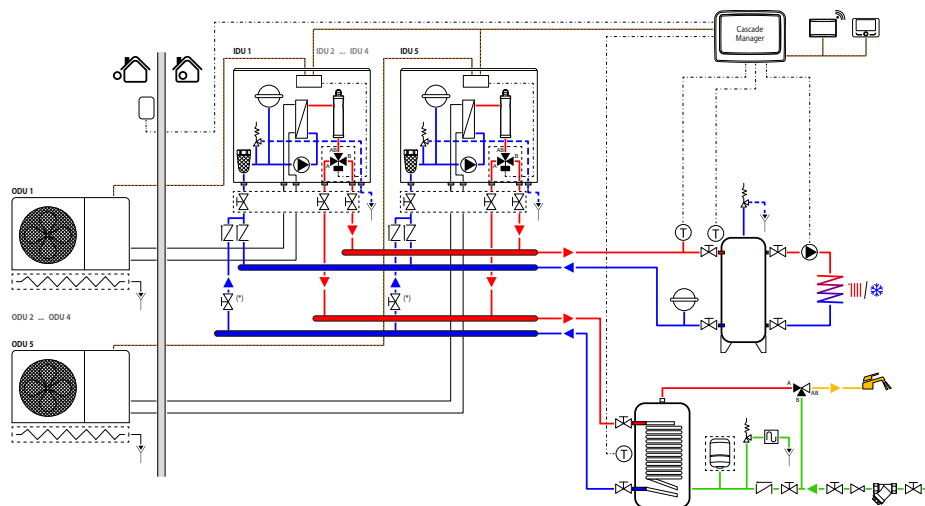 Cascade
Manager
IDU 1
IDU 2 ... IDU 4
IDU 5
AB
A
B
AB
A
B
ODU 1
T
T
(*)
(*)
ODU 2 ... ODU 4
/
ODU 5
A
AB
B
T